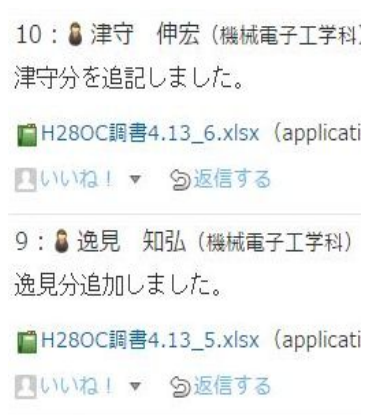 10：津守　伸宏（機械電子工学科）
津守分を追記しました。
H28OC調書4.13_6.xlsx（applicati
いいね！ ▼ 返信する
9：逸見　知弘（機械電子工学科）
逸見分追加しました。
H28OC調書4.13_5.xlsx（applicati
いいね！ ▼ 返信する